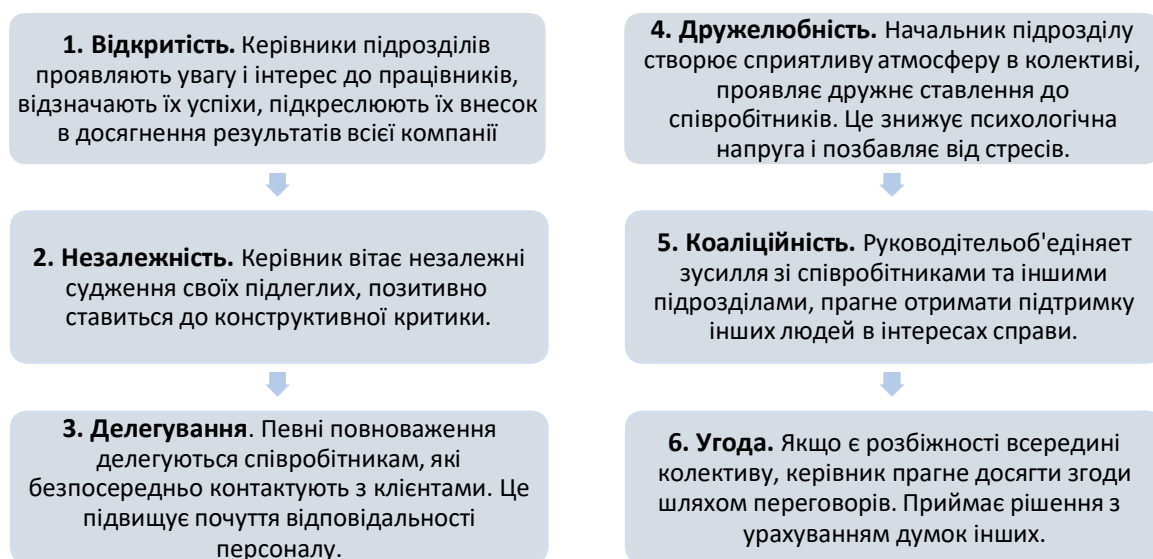 1. Відкритість. Керівники підрозділів
проявляють увагу і інтерес до працівників,
відзначають їх успіхи, підкреслюють їх внесок
в досягнення результатів всієї компанії
2. Незалежність. Керівник вітає незалежні
судження своїх підлеглих, позитивно
ставиться до конструктивної критики.
3. Делегування. Певні повноваження
делегуються співробітникам, які
безпосередньо контактують з клієнтами. Це
підвищує почуття відповідальності
персоналу.
4. Дружелюбність. Начальник підрозділу
створює сприятливу атмосферу в колективі,
проявляє дружнє ставлення до
співробітників. Це знижує психологічна
напруга і позбавляє від стресів.
5. Коаліційність. Руководітельоб'едіняет
зусилля зі співробітниками та іншими
підрозділами, прагне отримати підтримку
інших людей в інтересах справи.
6. Угода. Якщо є розбіжності всередині
колективу, керівник прагне досягти згоди
шляхом переговорів. Приймає рішення з
урахуванням думок інших.